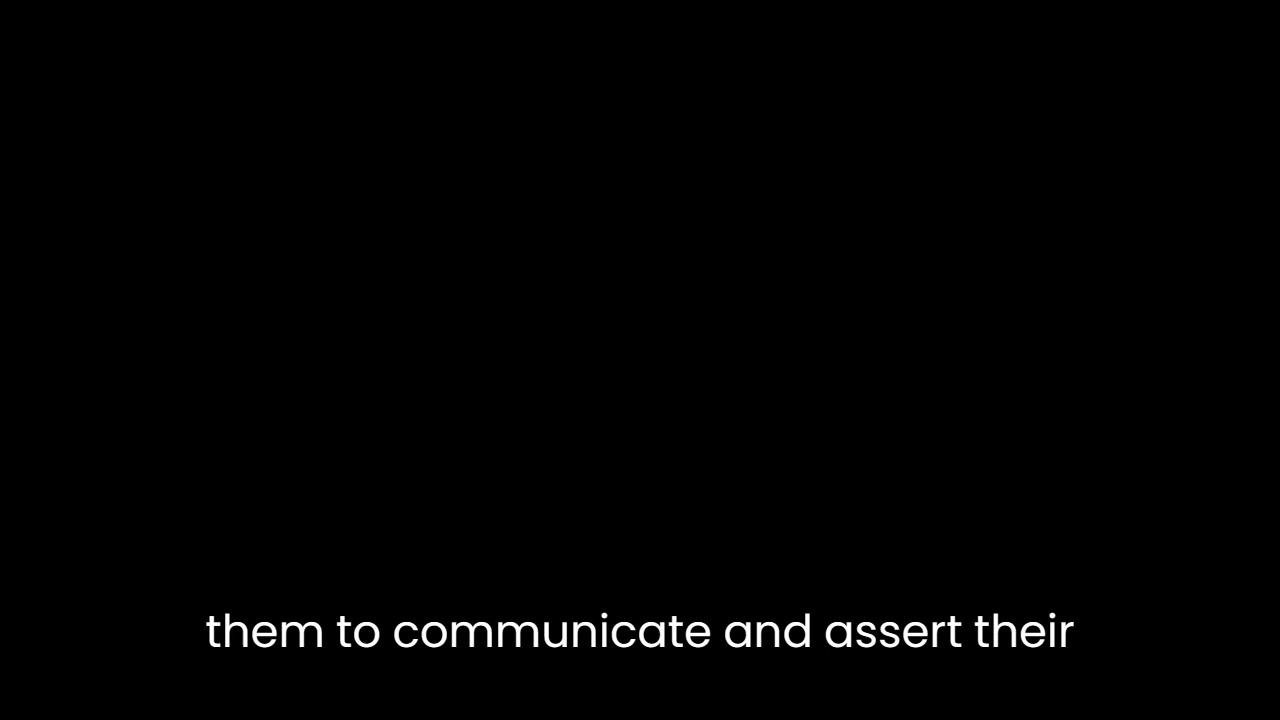 them to communicate and assert their